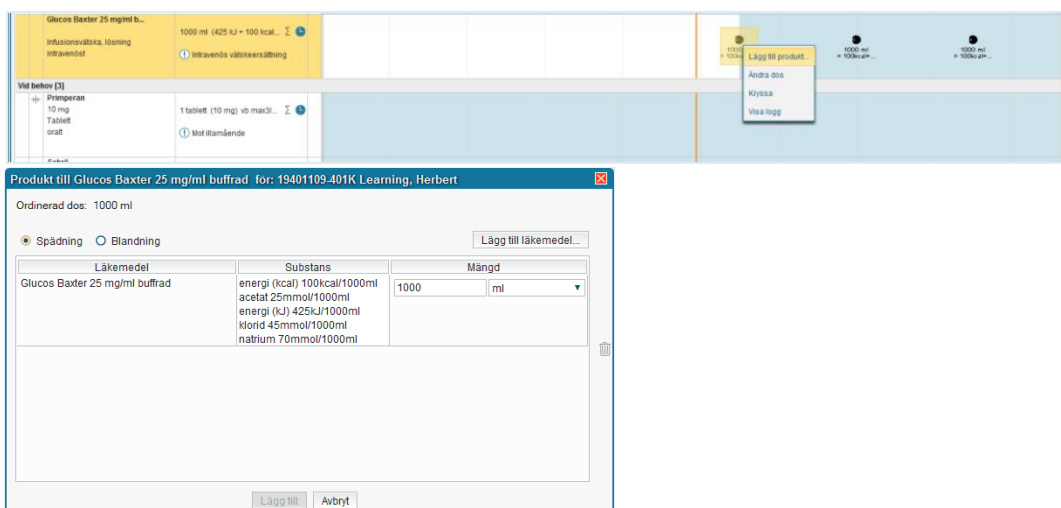 Glucos Baxter 25 mg/ml b...
1000 ml (425 kJ + 100 kcal... Σ
Infusionsvätska, lösning
intravenöst
Intravenös vätskeersättning
1000
= 100kca
Lägg till produkt...
Ändra dos
Kryssa
Visa logg
1000 ml
= 100kcal+...
1000 ml
= 100kcal+...
Vid behov [3]
Primperan
10 mg
Tablett
oralt
1 tablett (10 mg) vb max3/... Σ
Mot illamående
Produkt till Glucos Baxter 25 mg/ml buffrad för: 19401109-401K Learning, Herbert
Ordinerad dos: 1000 ml
Spädning Blandning Lägg till läkemedel...
Läkemedel Substans Mängd
Glucos Baxter 25 mg/ml buffrad energi (kcal) 100kcal/1000ml 1000 ml
acetat 25mmol/1000ml
energi (kJ) 425kJ/1000ml
klorid 45mmol/1000ml
natrium 70mmol/1000ml
Lägg till Avbryt